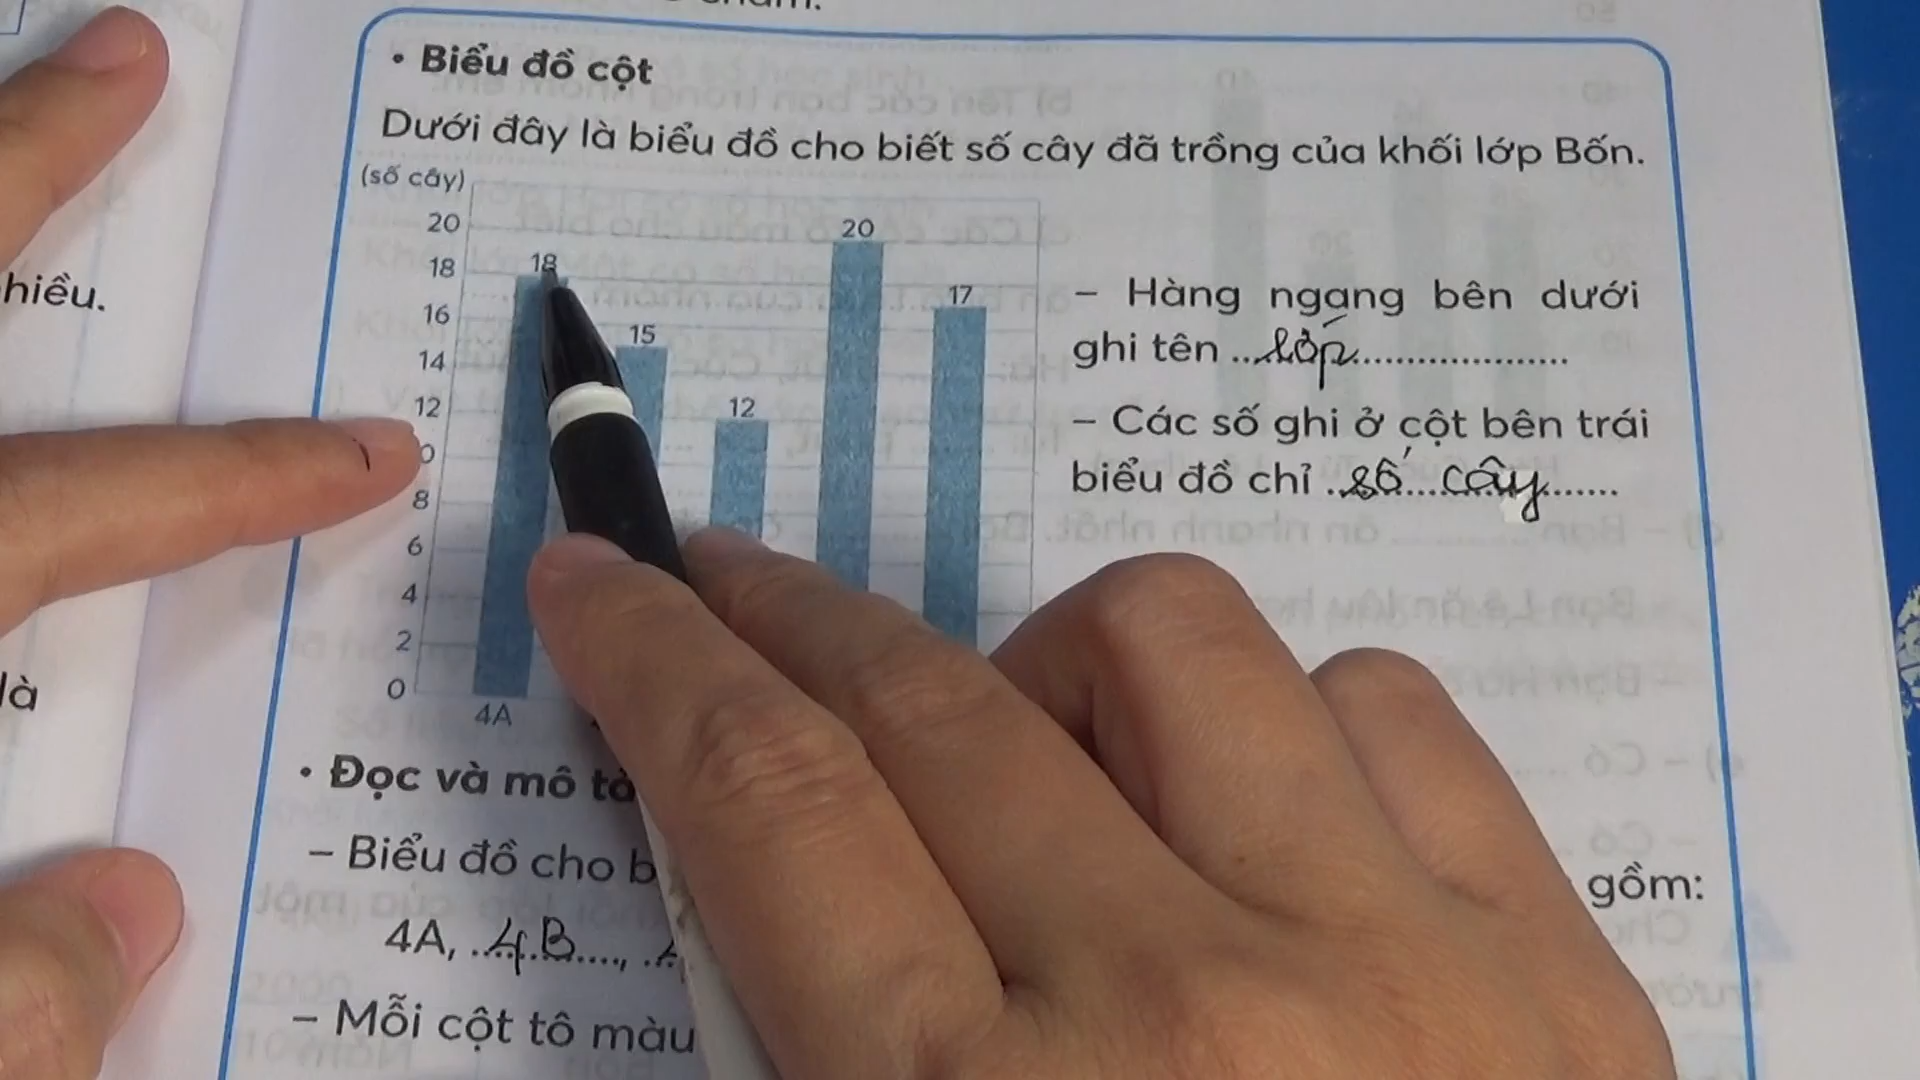 • Biểu đồ cột
Dưới đây là biểu đồ cho biết số cây đã trồng của khối lớp Bốn.
(số cây)
20
18
16
14
12
0
8
6
4
2
0
18
15
12
20
17
4A
– Hàng ngang bên dưới
ghi tên ...lớp......................
– Các số ghi ở cột bên trái
biểu đồ chỉ ..số cây.......
hiều.
là
• Đọc và mô tả
– Biểu đồ cho b
gồm:
4A, ..4B....,
– Mỗi cột tô màu